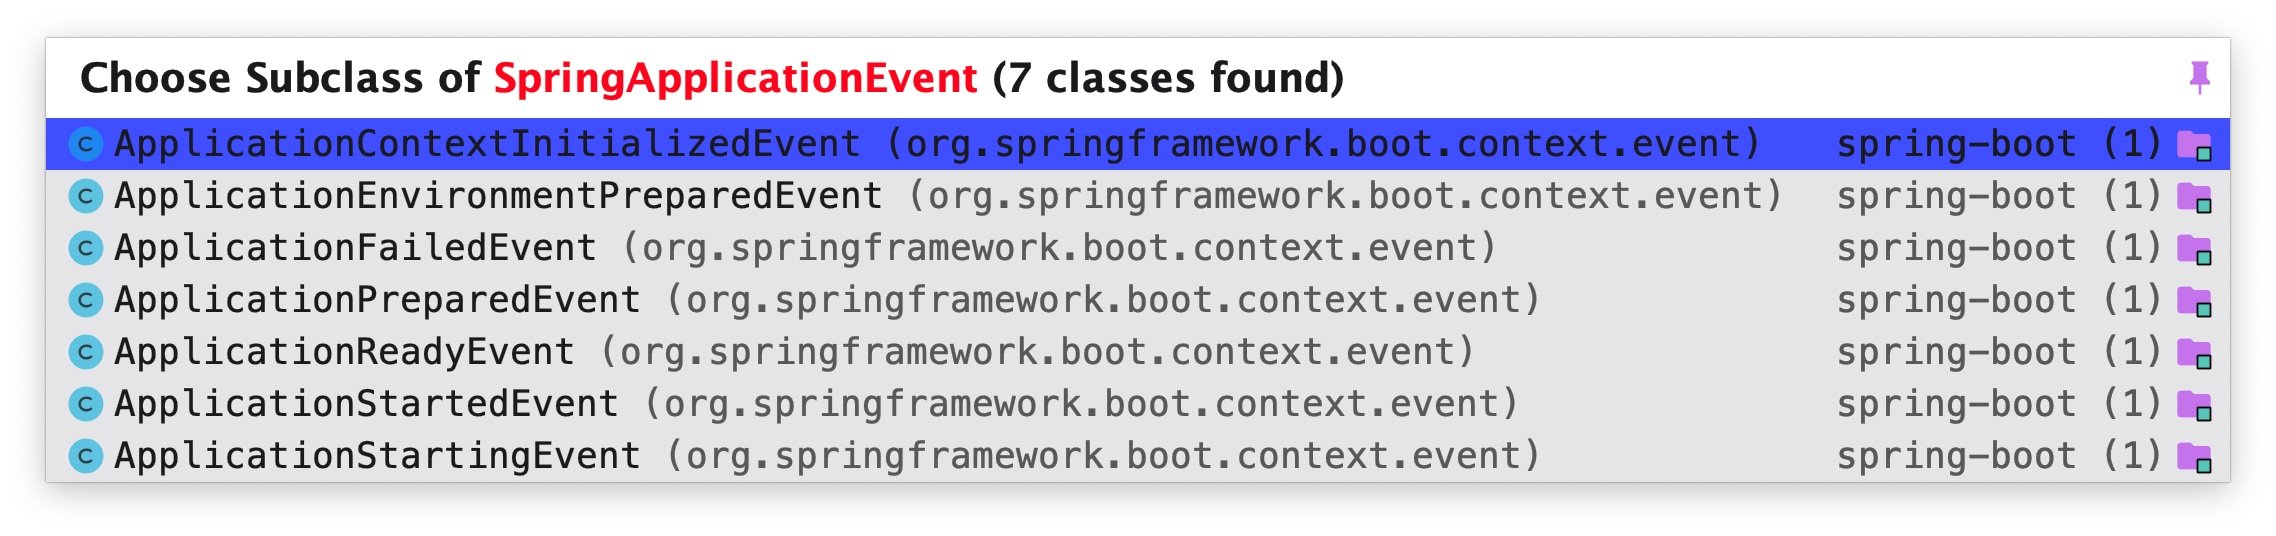 Choose Subclass of SpringApplicationEvent (7 classes found)
C ApplicationContextInitializedEvent (org.springframework.boot.context.event) spring-boot (1)
C ApplicationEnvironmentPreparedEvent (org.springframework.boot.context.event) spring-boot (1)
C ApplicationFailedEvent (org.springframework.boot.context.event) spring-boot (1)
C ApplicationPreparedEvent (org.springframework.boot.context.event) spring-boot (1)
C ApplicationReadyEvent (org.springframework.boot.context.event) spring-boot (1)
C ApplicationStartedEvent (org.springframework.boot.context.event) spring-boot (1)
C ApplicationStartingEvent (org.springframework.boot.context.event) spring-boot (1)